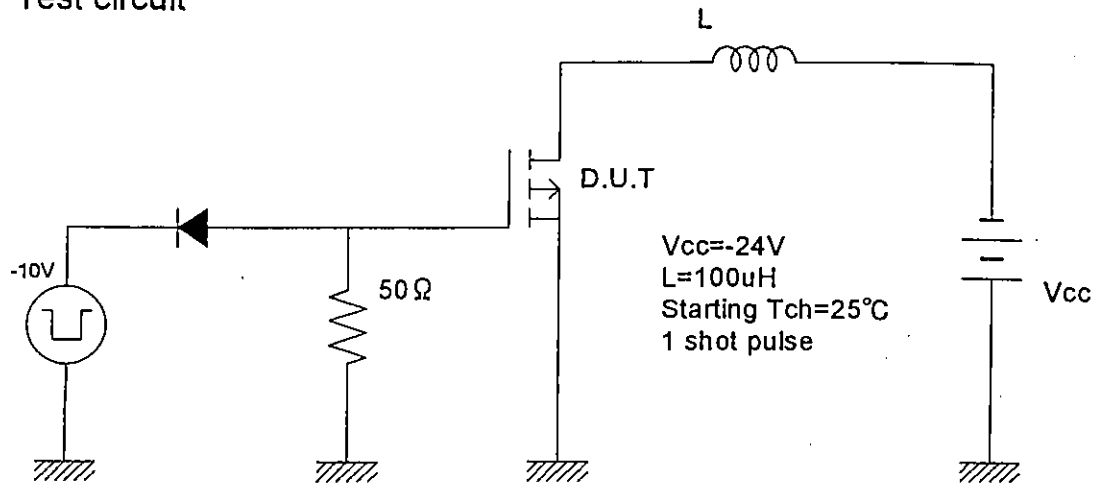 Test circuit
L
D.U.T
-10V
50Ω
Vcc=-24V
L=100uH
Starting Tch=25℃
1 shot pulse
Vcc